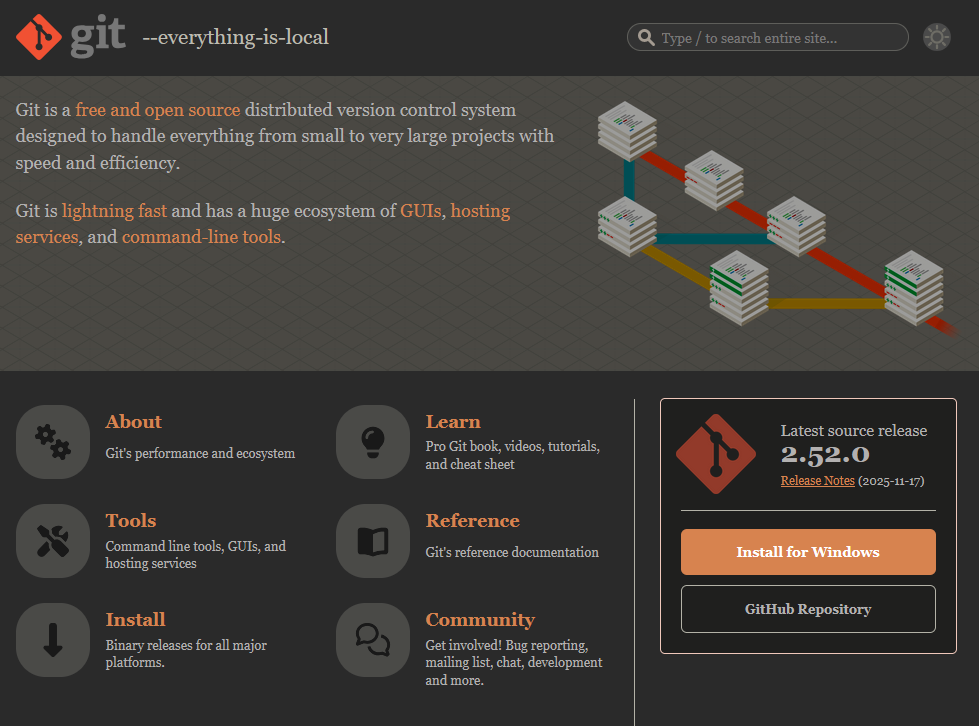 git --everything-is-local
Type / to search entire site...
Git is a free and open source distributed version control system
designed to handle everything from small to very large projects with
speed and efficiency.
Git is lightning fast and has a huge ecosystem of GUIs, hosting
services, and command-line tools.
About
Git's performance and ecosystem
Learn
Pro Git book, videos, tutorials,
and cheat sheet
Tools
Command line tools, GUIs, and
hosting services
Reference
Git's reference documentation
Install
Binary releases for all major
platforms.
Community
Get involved! Bug reporting,
mailing list, chat, development
and more.
Latest source release
2.52.0
Release Notes (2025-11-17)
Install for Windows
GitHub Repository